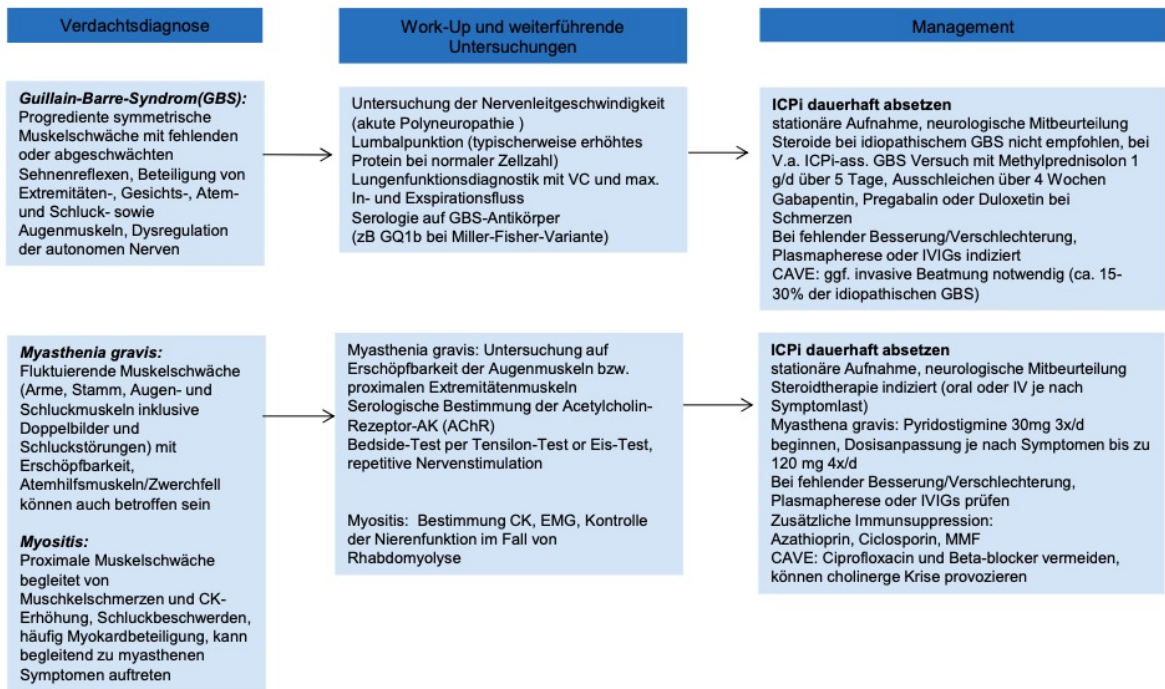 Verdachtsdiagnose
Work-Up und weiterführende
Untersuchungen
Management
Guillain-Barre-Syndrom(GBS):
Progrediente symmetrische
Muskelschwäche mit fehlenden
oder abgeschwächten
Sehnenreflexen, Beteiligung von
Extremitäten-, Gesichts-, Atem-
und Schluck- sowie
Augenmuskeln, Dysregulation
der autonomen Nerven
Untersuchung der Nervenleitgeschwindigkeit
(akute Polyneuropathie )
Lumbalpunktion (typischerweise erhöhtes
Protein bei normaler Zellzahl)
Lungenfunktionsdiagnostik mit VC und max.
In- und Exspirationsfluss
Serologie auf GBS-Antikörper
(zB GQ1b bei Miller-Fisher-Variante)
ICPi dauerhaft absetzen
stationäre Aufnahme, neurologische Mitbeurteilung
Steroide bei idiopathischem GBS nicht empfohlen, bei
V.a. ICPi-ass. GBS Versuch mit Methylprednisolon 1
g/d über 5 Tage, Ausschleichen über 4 Wochen
Gabapentin, Pregabalin oder Duloxetin bei
Schmerzen
Bei fehlender Besserung/Verschlechterung,
Plasmapherese oder IVIGs indiziert
CAVE: ggf. invasive Beatmung notwendig (ca. 15-
30% der idiopathischen GBS)
Myasthenia gravis:
Fluktuierende Muskelschwäche
(Arme, Stamm, Augen- und
Schluckmuskeln inklusive
Doppelbilder und
Schluckstörungen) mit
Erschöpfbarkeit,
Atemhilfsmuskeln/Zwerchfell
können auch betroffen sein
Myositis:
Proximale Muskelschwäche
begleitet von
Muschkelschmerzen und CK-
Erhöhung, Schluckbeschwerden,
häufig Myokardbeteiligung, kann
begleitend zu myasthenen
Symptomen auftreten
Myasthenia gravis: Untersuchung auf
Erschöpfbarkeit der Augenmuskeln bzw.
proximalen Extremitätenmuskeln
Serologische Bestimmung der Acetylcholin-
Rezeptor-AK (AChR)
Bedside-Test per Tensilon-Test or Eis-Test,
repetitive Nervenstimulation
Myositis:  Bestimmung CK, EMG, Kontrolle
der Nierenfunktion im Fall von
Rhabdomyolyse
ICPi dauerhaft absetzen
stationäre Aufnahme, neurologische Mitbeurteilung
Steroidtherapie indiziert (oral oder IV je nach
Symptomlast)
Myasthena gravis: Pyridostigmine 30mg 3x/d
beginnen, Dosisanpassung je nach Symptomen bis zu
120 mg 4x/d
Bei fehlender Besserung/Verschlechterung,
Plasmapherese oder IVIGs prüfen
Zusätzliche Immunsuppression:
Azathioprin, Ciclosporin, MMF
CAVE: Ciprofloxacin und Beta-blocker vermeiden,
können cholinerge Krise provozieren